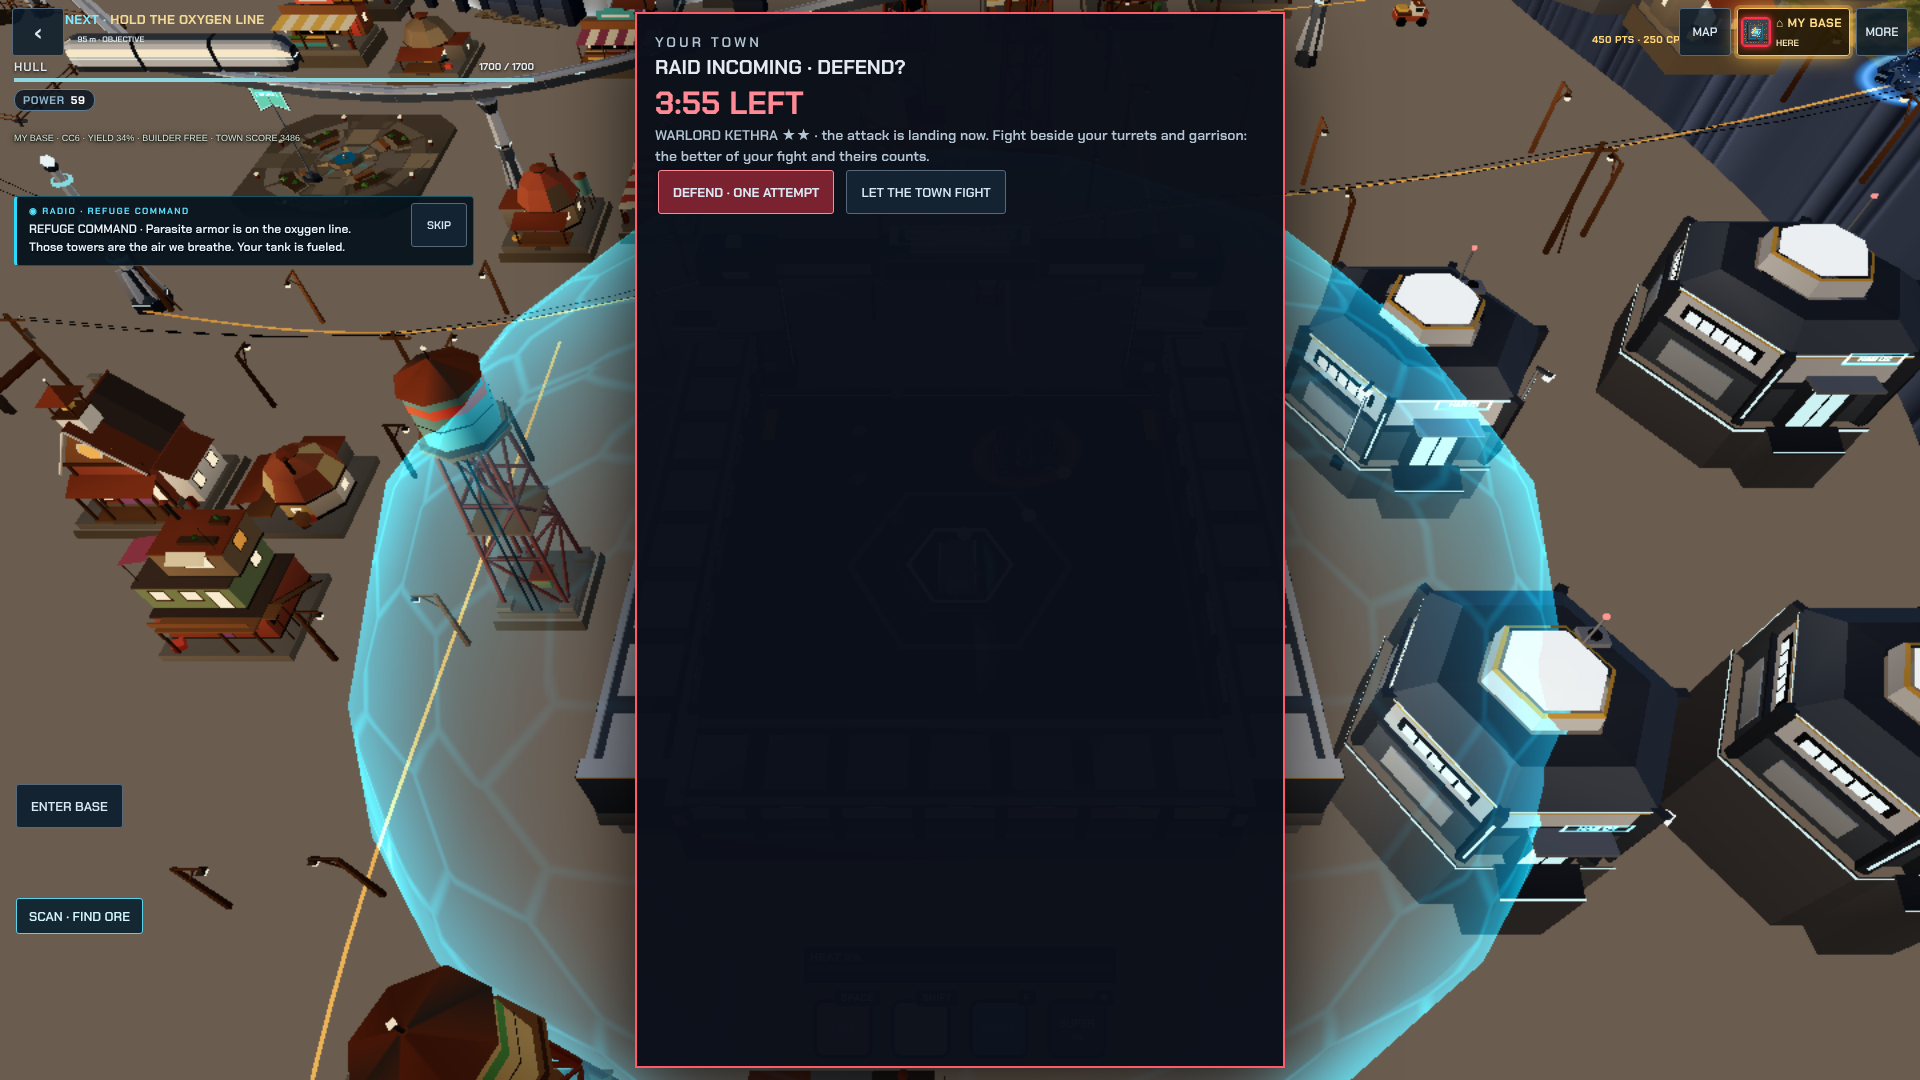 NEXT · HOLD THE OXYGEN LINE
95 m · OBJECTIVE
HULL
1700 / 1700
POWER 59
MY BASE · CC6 · YIELD 34% · BUILDER FREE · TOWN SCORE 3486
RADIO · REFUGE COMMAND
REFUGE COMMAND · Parasite armor is on the oxygen line.
Those towers are the air we breathe. Your tank is fueled.
SKIP
YOUR TOWN
RAID INCOMING · DEFEND?
3:55 LEFT
WARLORD KETHRA ★★ · the attack is landing now. Fight beside your turrets and garrison:
the better of your fight and theirs counts.
DEFEND · ONE ATTEMPT
LET THE TOWN FIGHT
450 PTS · 250 CP
MAP
⌂ MY BASE
HERE
MORE
ENTER BASE
SCAN · FIND ORE